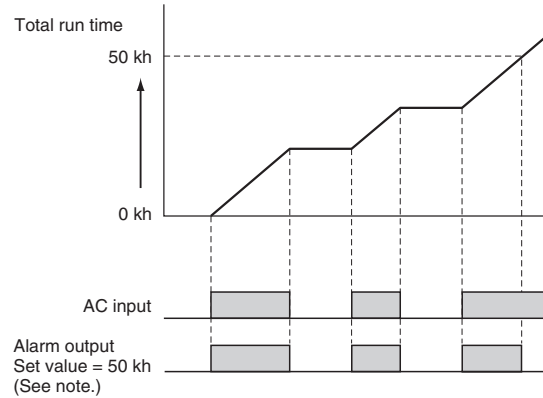 Total run time
50 kh
0 kh
AC input
Alarm output
Set value = 50 kh
(See note.)